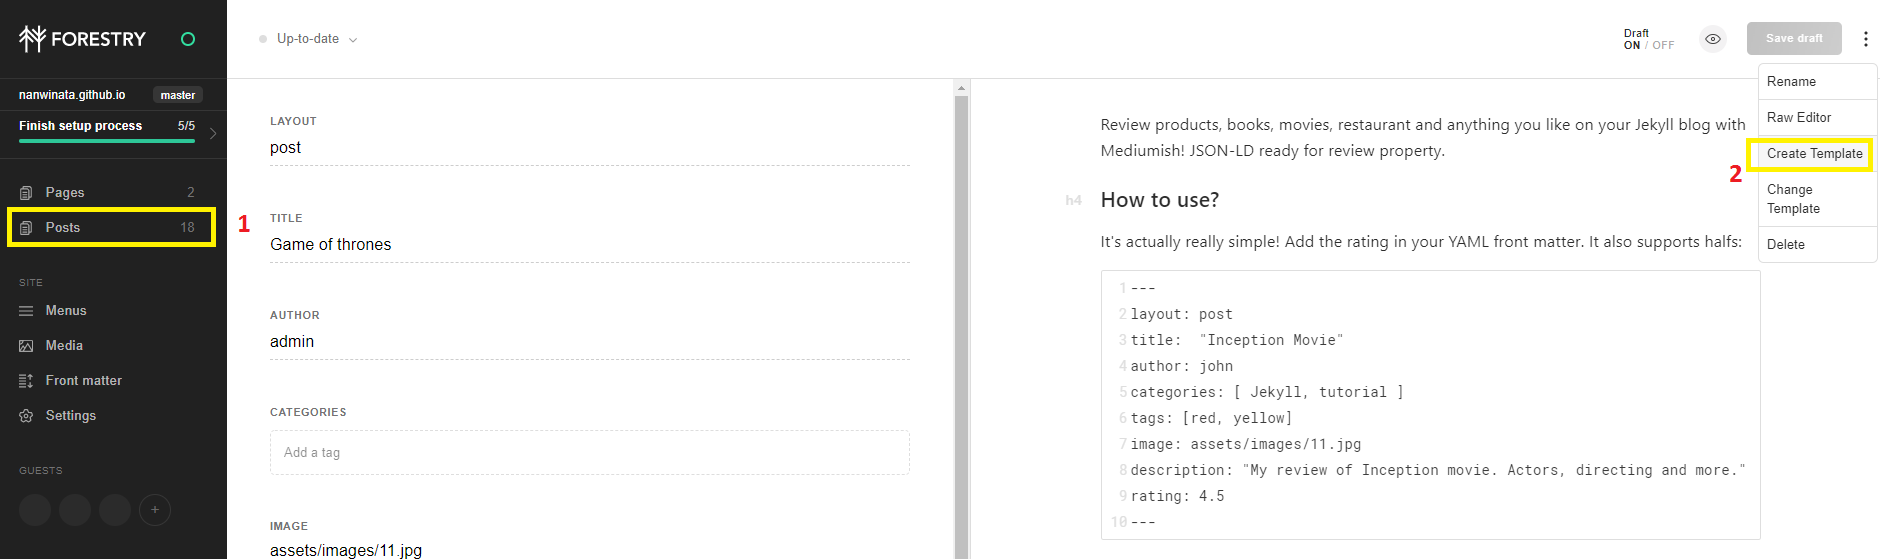 FORESTRY
nanwinata.github.io master
Finish setup process 5/5
Pages 2
Posts 18
1
SITE
Menus
Media
Front matter
Settings
GUESTS
+
Up-to-date
Draft
ON / OFF
Save draft
Rename
Raw Editor
Create Template
2
Change
Template
Delete
LAYOUT
post
TITLE
Game of thrones
AUTHOR
admin
CATEGORIES
Add a tag
IMAGE
assets/images/11.jpg
Review products, books, movies, restaurant and anything you like on your Jekyll blog with
Mediumish! JSON-LD ready for review property.
h4 How to use?
It's actually really simple! Add the rating in your YAML front matter. It also supports halfs:
1 ---
2 layout: post
3 title:  "Inception Movie"
4 author: john
5 categories: [ Jekyll, tutorial ]
6 tags: [red, yellow]
7 image: assets/images/11.jpg
8 description: "My review of Inception movie. Actors, directing and more."
9 rating: 4.5
10 ---